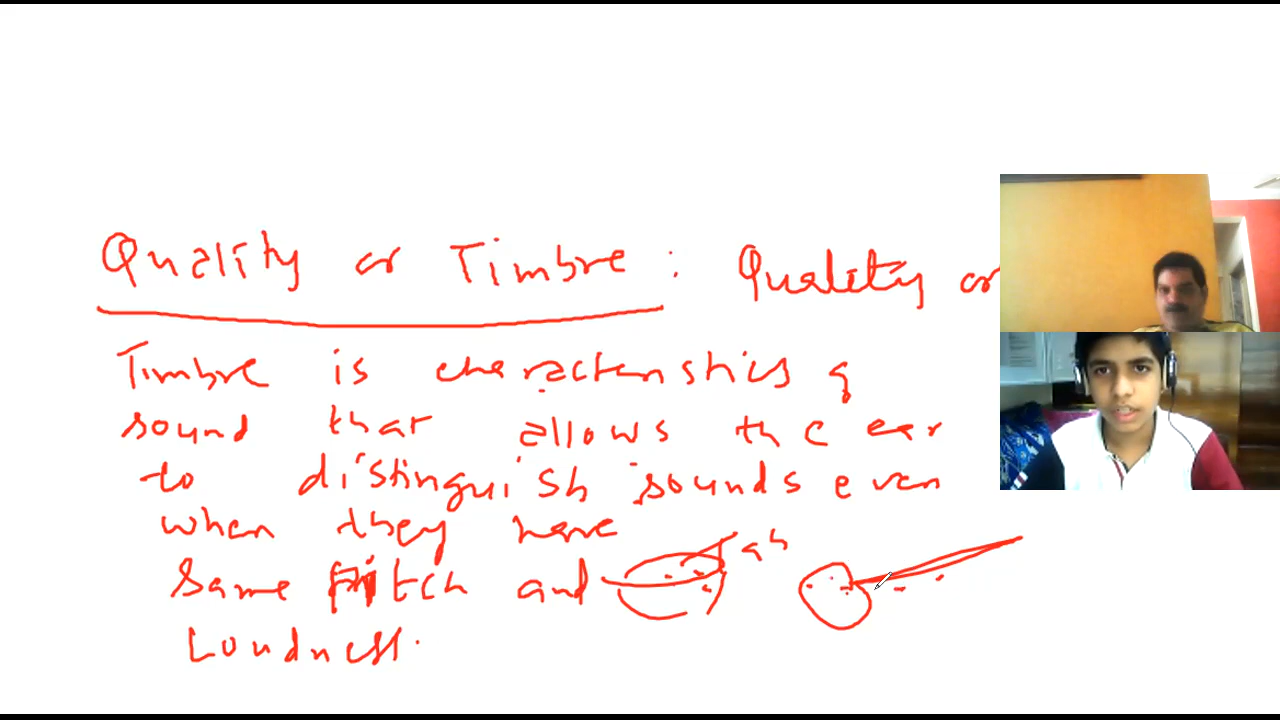 Quality or Timbre : Quality or
Timbre is characterstics of
sound that allows the ear
to distinguish sounds even
when they have
same Pitch and
Loudness.